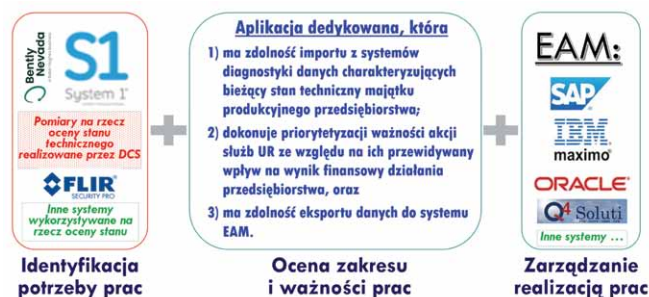 Bently
Nevada
S1
System 1
Pomiary na rzecz
oceny stanu
technicznego
realizowane przez DCS
FLIR
SECURITY PRO
Inne systemy
wykorzystywane na
rzecz oceny stanu
Identyfikacja
potrzeby prac
+
Aplikacja dedykowana, która
1) ma zdolność importu z systemów
diagnostyki danych charakteryzujących
bieżący stan techniczny majątku
produkcyjnego przedsiębiorstwa;
2) dokonuje priorytetyzacji ważności akcji
służb UR ze względu na ich przewidywany
wpływ na wynik finansowy działania
przedsiębiorstwa, oraz
3) ma zdolność eksportu danych do systemu
EAM.
Ocena zakresu
i ważności prac
+
EAM:
SAP
IBM
maximo
ORACLE
Q4 Soluti
Inne systemy ...
Zarządzanie
realizacją prac